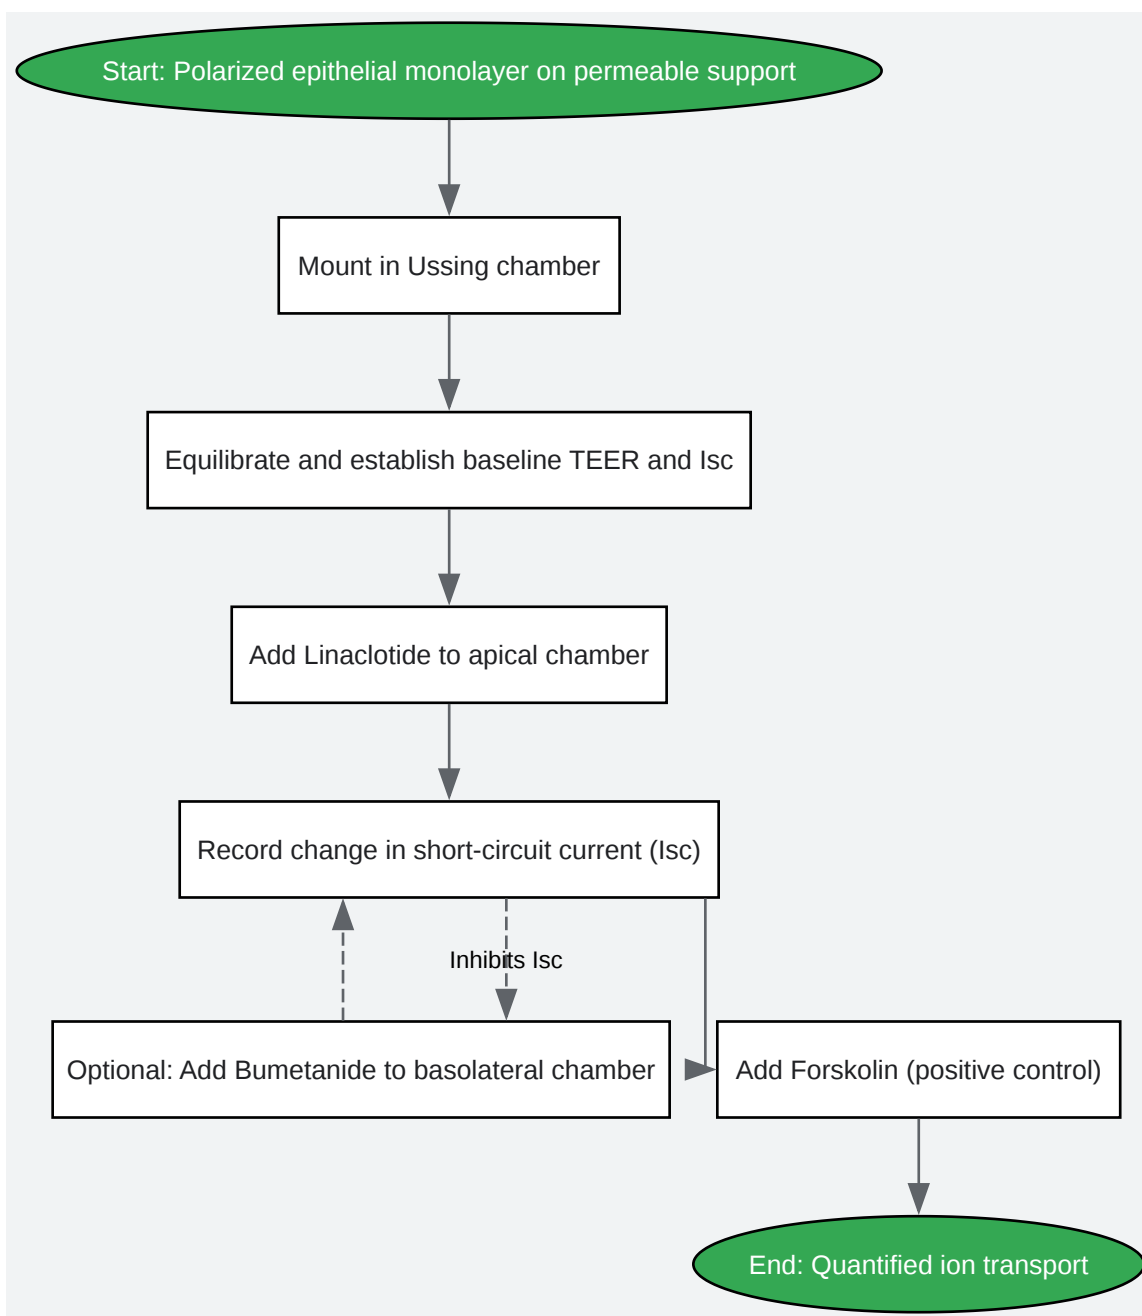 Start: Polarized epithelial monolayer on permeable support
Mount in Ussing chamber
Equilibrate and establish baseline TEER and Isc
Add Linaclotide to apical chamber
Record change in short-circuit current (Isc)
Inhibits Isc
Optional: Add Bumetanide to basolateral chamber
Add Forskolin (positive control)
End: Quantified ion transport